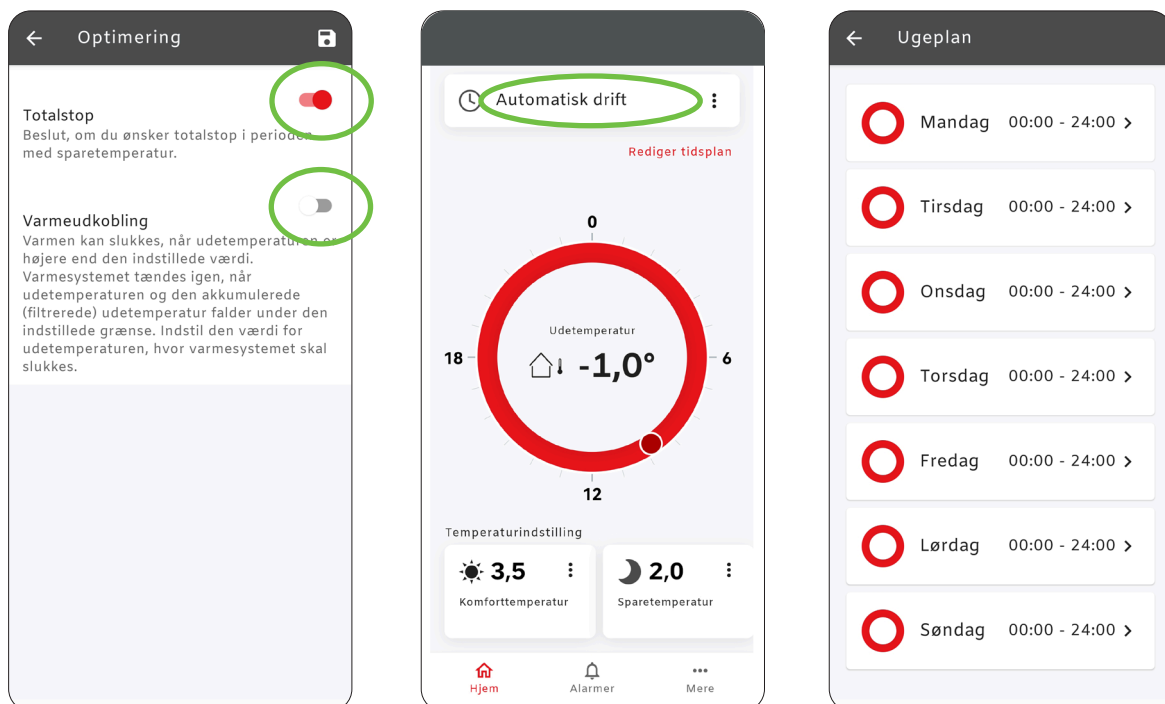 Optimering
Totalstop
Beslut, om du ønsker totalstop i perioden
med sparetemperatur.
Varmeudkobling
Varmen kan slukkes, når udetemperaturen er
højere end den indstillede værdi.
Varmesystemet tændes igen, når
udetemperaturen og den akkumulerede
(filtrerede) udetemperatur falder under den
indstillede grænse. Indstil den værdi for
udetemperaturen, hvor varmesystemet skal
slukkes.
Automatisk drift
Rediger tidsplan
0
Udetemperatur
18
-1,0°
6
12
Temperaturindstilling
3,5
Komforttemperatur
2,0
Sparetemperatur
Hjem
Alarmer
Mere
Ugeplan
Mandag 00:00 - 24:00
Tirsdag 00:00 - 24:00
Onsdag 00:00 - 24:00
Torsdag 00:00 - 24:00
Fredag 00:00 - 24:00
Lørdag 00:00 - 24:00
Søndag 00:00 - 24:00